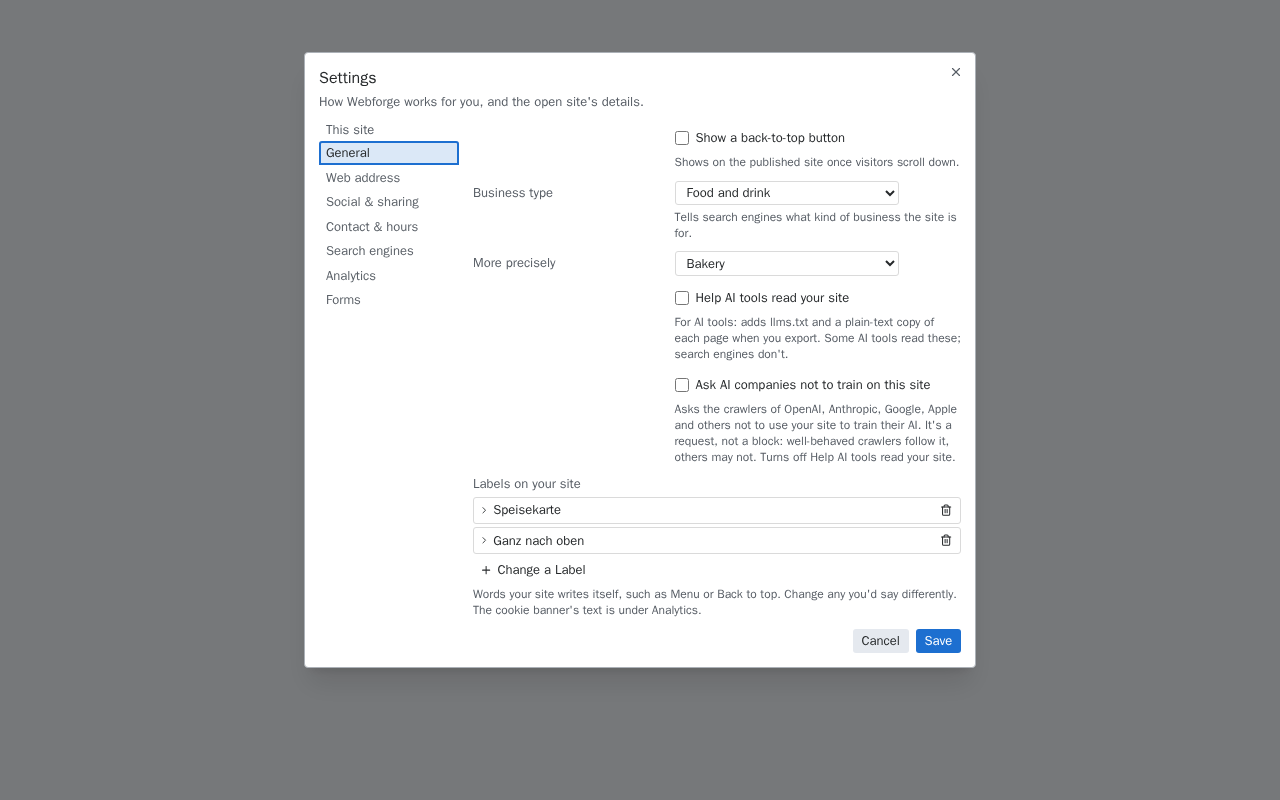 Settings
How Webforge works for you, and the open site's details.
This site
General
Web address
Social & sharing
Contact & hours
Search engines
Analytics
Forms
Show a back-to-top button
Shows on the published site once visitors scroll down.
Business type
Food and drink
Tells search engines what kind of business the site is
for.
More precisely
Bakery
Help AI tools read your site
For AI tools: adds llms.txt and a plain-text copy of
each page when you export. Some AI tools read these;
search engines don't.
Ask AI companies not to train on this site
Asks the crawlers of OpenAI, Anthropic, Google, Apple
and others not to use your site to train their AI. It's a
request, not a block: well-behaved crawlers follow it,
others may not. Turns off Help AI tools read your site.
Labels on your site
Speisekarte
Ganz nach oben
Change a Label
Words your site writes itself, such as Menu or Back to top. Change any you'd say differently.
The cookie banner's text is under Analytics.
Cancel
Save